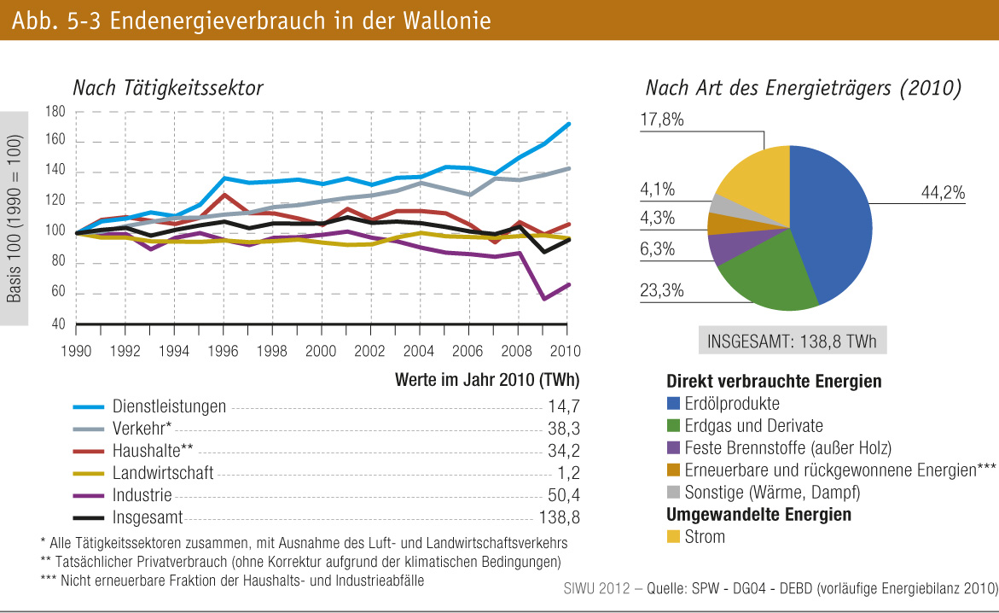 Abb. 5-3 Endenergieverbrauch in der Wallonie
Nach Tätigkeitssektor
Basis 100 (1990 = 100)
180
160
140
120
100
80
60
40
1990 1992 1994 1996 1998 2000 2002 2004 2006 2008 2010
Werte im Jahr 2010 (TWh)
Dienstleistungen 14,7
Verkehr* 38,3
Haushalte** 34,2
Landwirtschaft 1,2
Industrie 50,4
Insgesamt 138,8
* Alle Tätigkeitssektoren zusammen, mit Ausnahme des Luft- und Landwirtschaftsverkehrs
** Tatsächlicher Privatverbrauch (ohne Korrektur aufgrund der klimatischen Bedingungen)
*** Nicht erneuerbare Fraktion der Haushalts- und Industrieabfälle
Nach Art des Energieträgers (2010)
17,8%
4,1%
44,2%
4,3%
6,3%
23,3%
INSGESAMT: 138,8 TWh
Direkt verbrauchte Energien
Erdölprodukte
Erdgas und Derivate
Feste Brennstoffe (außer Holz)
Erneuerbare und rückgewonnene Energien***
Sonstige (Wärme, Dampf)
Umgewandelte Energien
Strom
SIWU 2012 – Quelle: SPW - DG04 - DEBD (vorläufige Energiebilanz 2010)